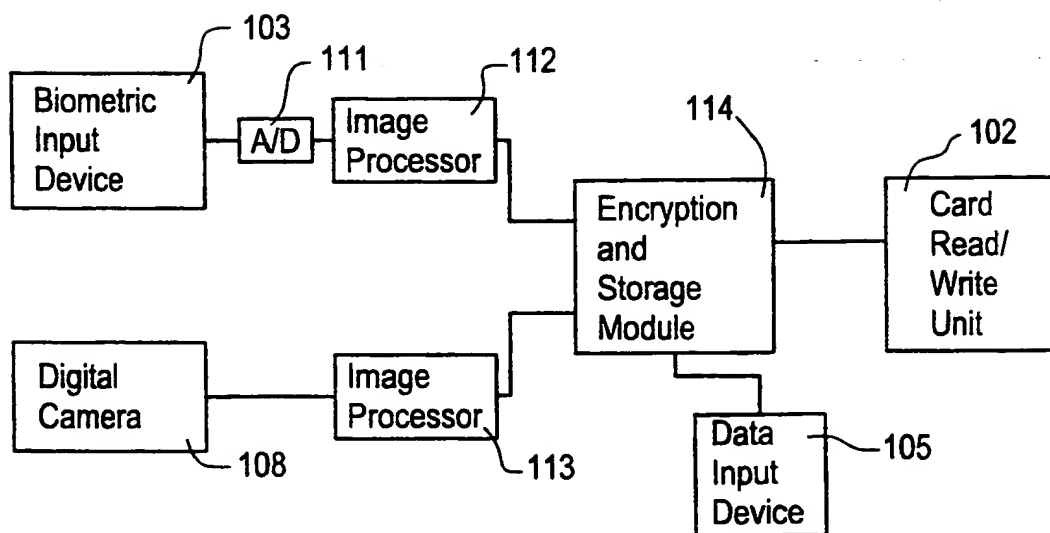 103
Biometric
Input
Device
111
A/D
112
Image
Processor
114
Encryption
and
Storage
Module
102
Card
Read/
Write
Unit
Digital
Camera
108
Image
Processor
113
Data
Input
Device
105